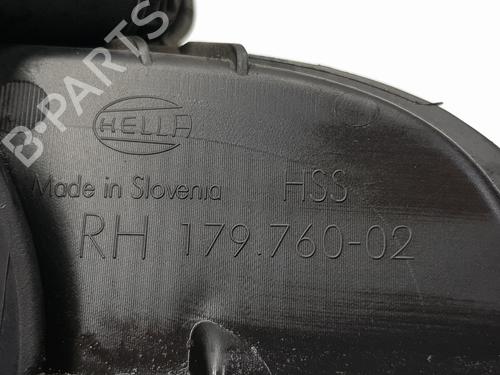 B-PARTS
HELLA
Made in Slovenia HSS
RH 179.760-02